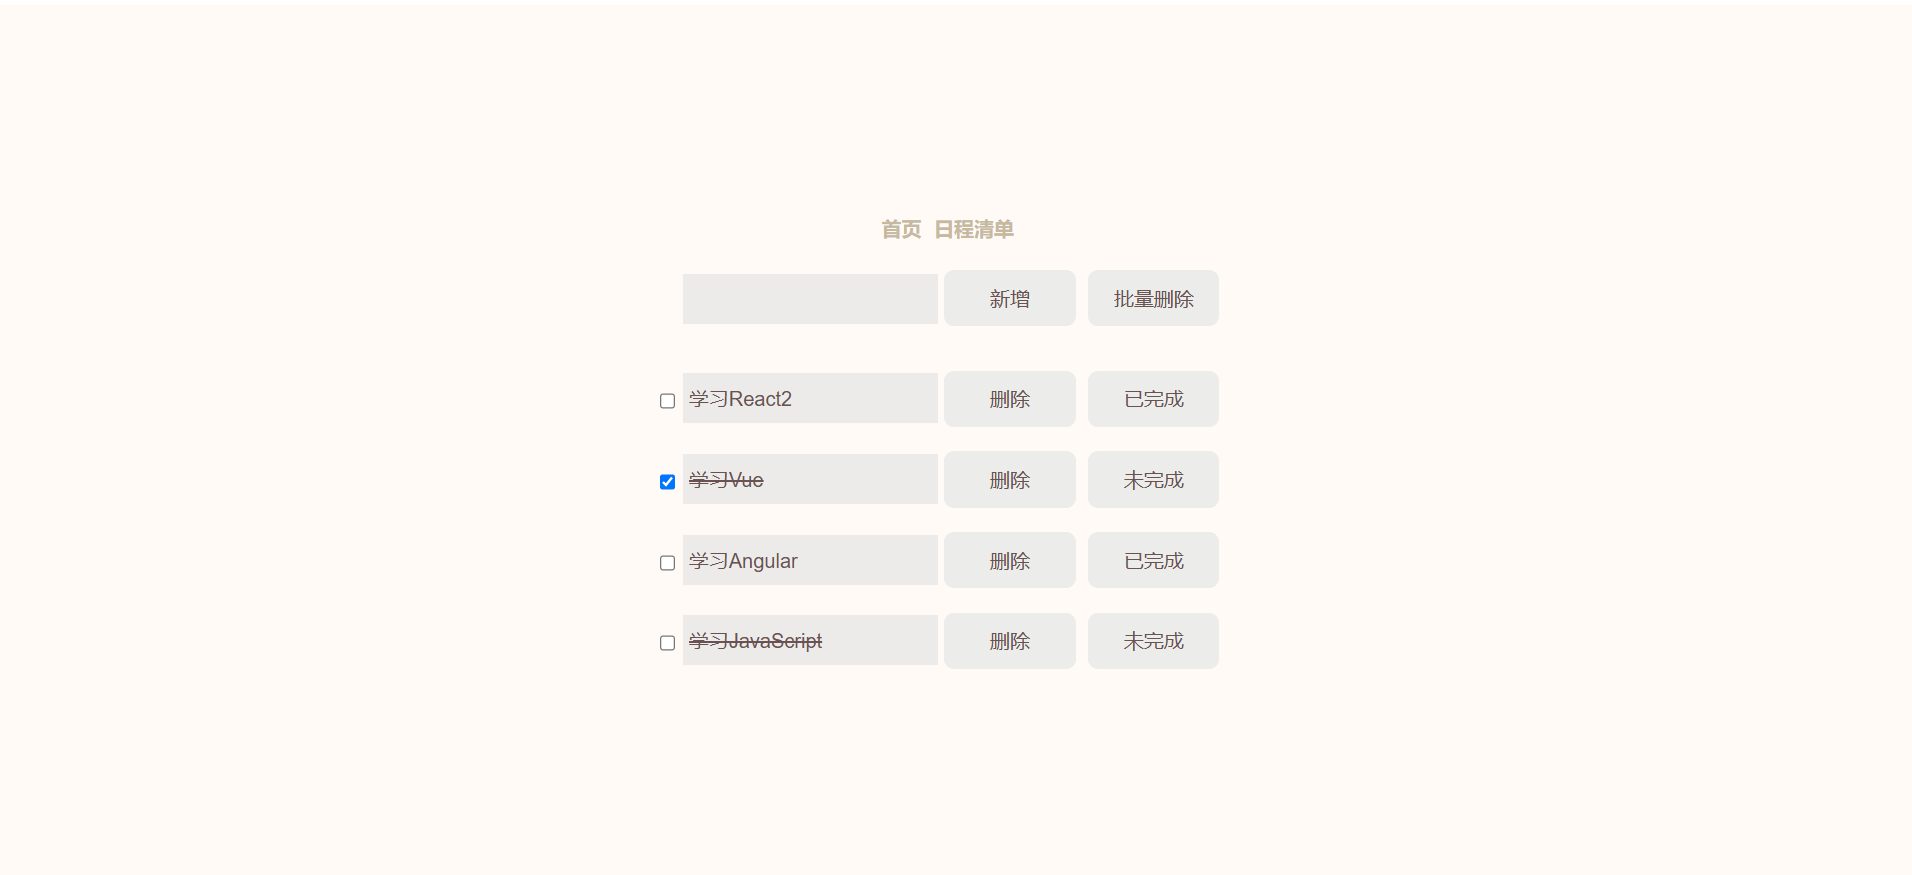 首页 日程清单
新增 批量删除
学习React2 删除 已完成
学习Vue 删除 未完成
学习Angular 删除 已完成
学习JavaScript 删除 未完成